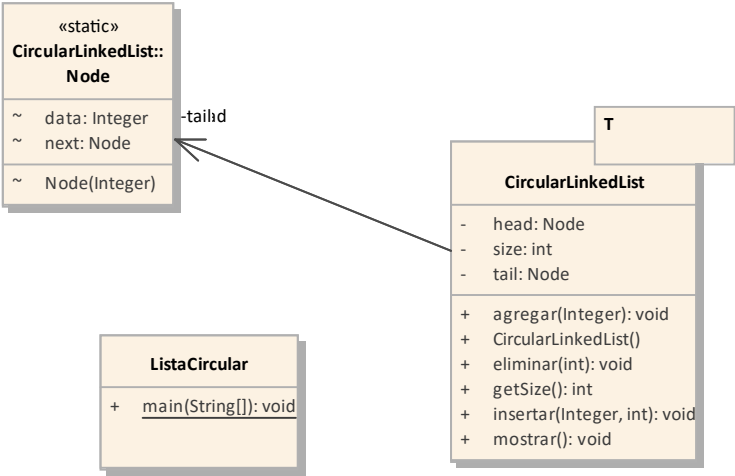 «static»
CircularLinkedList::
Node
~ data: Integer
~ next: Node
~ Node(Integer)
T
CircularLinkedList
- head: Node
- size: int
- tail: Node
+ agregar(Integer): void
+ CircularLinkedList()
+ eliminar(int): void
+ getSize(): int
+ insertar(Integer, int): void
+ mostrar(): void
ListaCircular
+ main(String[]): void